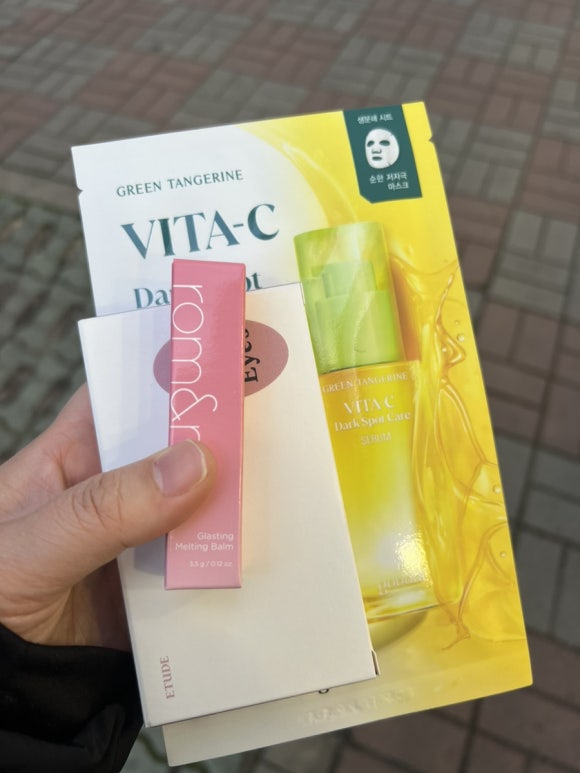 생분해 시트
순한 저자극
마스크
GREEN TANGERINE
VITA-C
rom&
Eyes
Glasting
Melting Balm
3.5 g / 0.12 oz
ETUDE
GREEN TANGERINE
VITA-C
Dark Spot Care
SERUM